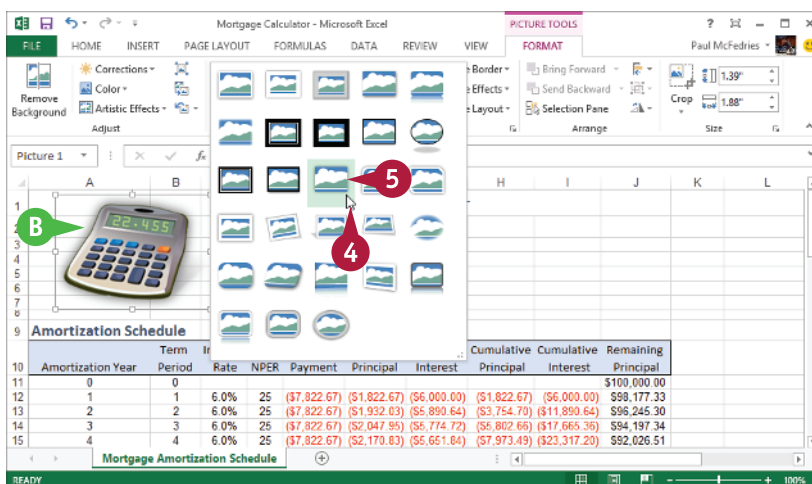 Mortgage Calculator - Microsoft Excel
PICTURE TOOLS
?
FILE HOME INSERT PAGE LAYOUT FORMULAS DATA REVIEW VIEW FORMAT Paul McFedries
Remove Background
Corrections
Color
Artistic Effects
Adjust
Border
Effects
Layout
Bring Forward
Send Backward
Selection Pane
Arrange
Crop
1.39"
1.88"
Size
Picture 1
fx
A B H I J K L
1
2
3
4
5
6
7
8
B
22.455
5
4
9 Amortization Schedule
10 Amortization Year Term Period Rate NPER Payment Principal Interest Cumulative Principal Cumulative Interest Remaining Principal
11 0 0 $100,000.00
12 1 1 6.0% 25 ($7,822.67) ($1,822.67) ($6,000.00) ($1,822.67) ($6,000.00) $98,177.33
13 2 2 6.0% 25 ($7,822.67) ($1,932.03) ($5,890.64) ($3,754.70) ($11,890.64) $96,245.30
14 3 3 6.0% 25 ($7,822.67) ($2,047.95) ($5,774.72) ($5,802.66) ($17,665.36) $94,197.34
15 4 4 6.0% 25 ($7,822.67) ($2,170.83) ($5,651.84) ($7,973.49) ($23,317.20) $92,026.51
Mortgage Amortization Schedule
READY
100%